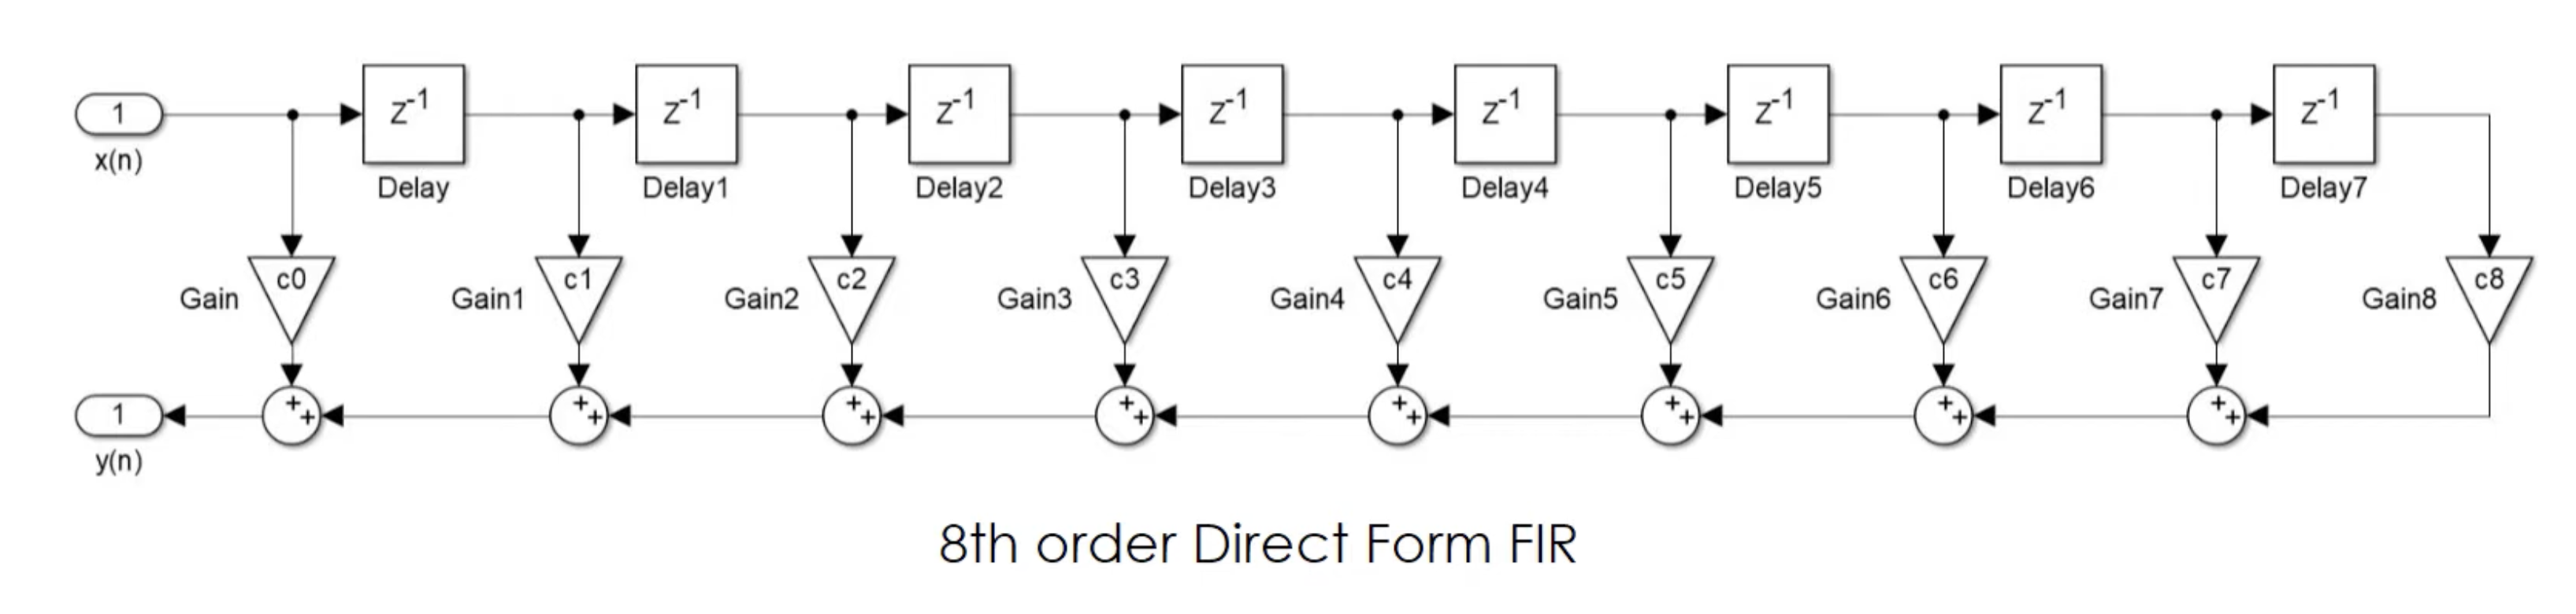 1 z-1 z-1 z-1 z-1 z-1 z-1 z-1 z-1
x(n) Delay Delay1 Delay2 Delay3 Delay4 Delay5 Delay6 Delay7
c0 c1 c2 c3 c4 c5 c6 c7 c8
Gain Gain1 Gain2 Gain3 Gain4 Gain5 Gain6 Gain7 Gain8
1 ++ ++ ++ ++ ++ ++ ++ ++
y(n)
8th order Direct Form FIR